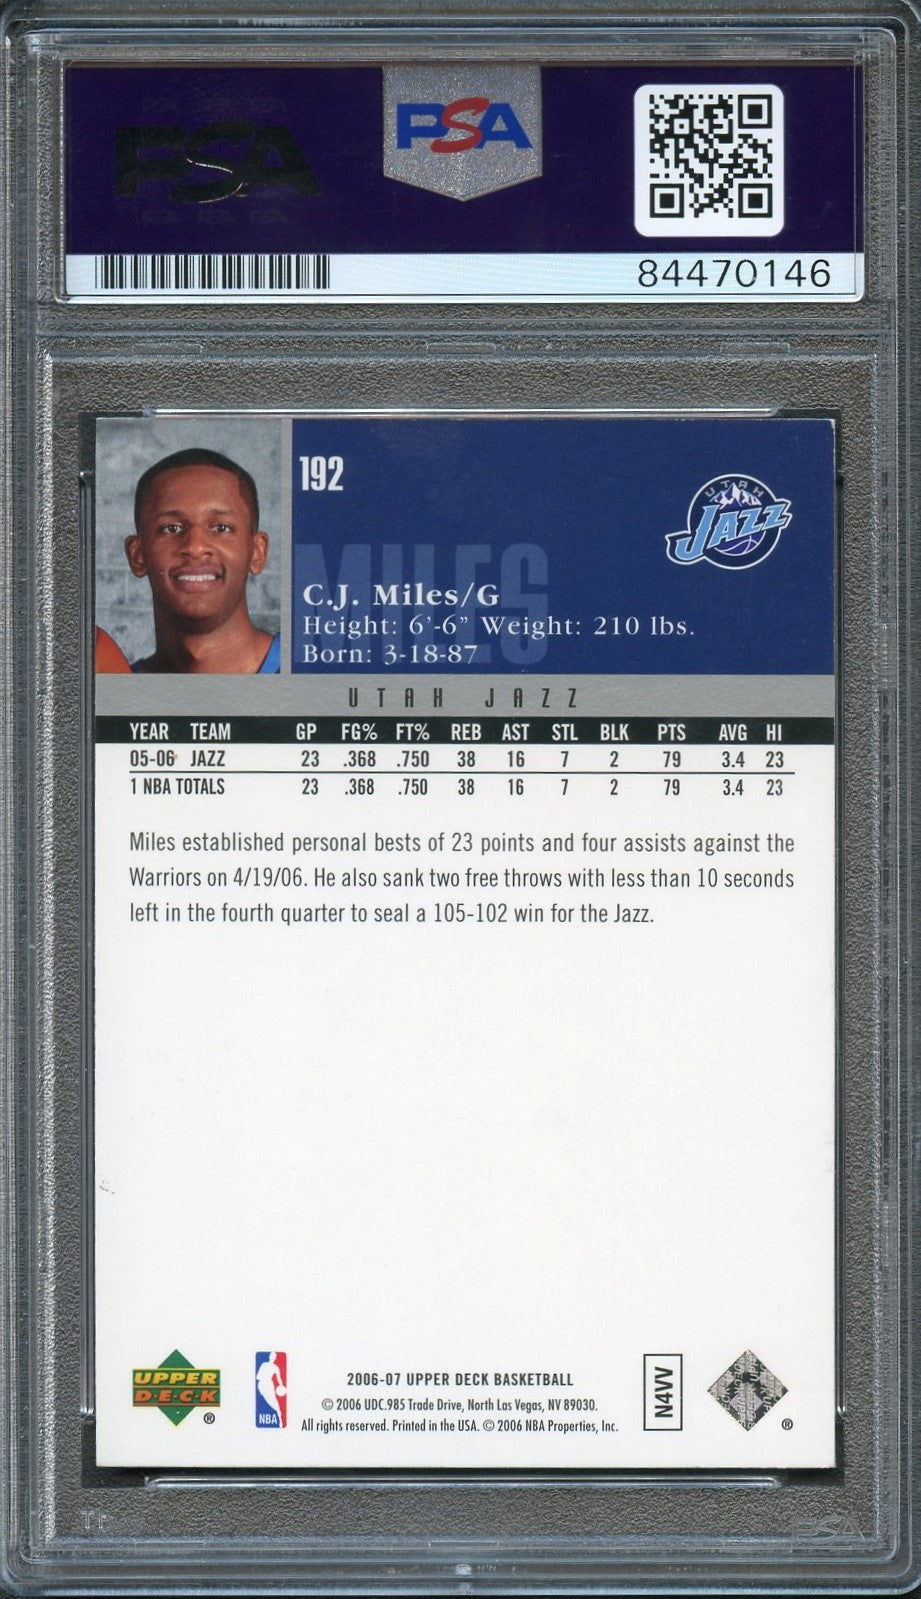 PSA
PSA
84470146
192
UTAH
JAZZ
MILES
C.J. Miles/G
Height: 6'-6" Weight: 210 lbs.
Born: 3-18-87
UTAH JAZZ
YEAR TEAM GP FG% FT% REB AST STL BLK PTS AVG HI
05-06 JAZZ 23 .368 .750 38 16 7 2 79 3.4 23
1 NBA TOTALS 23 .368 .750 38 16 7 2 79 3.4 23
Miles established personal bests of 23 points and four assists against the
Warriors on 4/19/06. He also sank two free throws with less than 10 seconds
left in the fourth quarter to seal a 105-102 win for the Jazz.
UPPER
D·E·C·K
®
NBA
2006-07 UPPER DECK BASKETBALL
© 2006 UDC. 985 Trade Drive, North Las Vegas, NV 89030.
All rights reserved. Printed in the USA. © 2006 NBA Properties, Inc.
N4VV
®
PSA